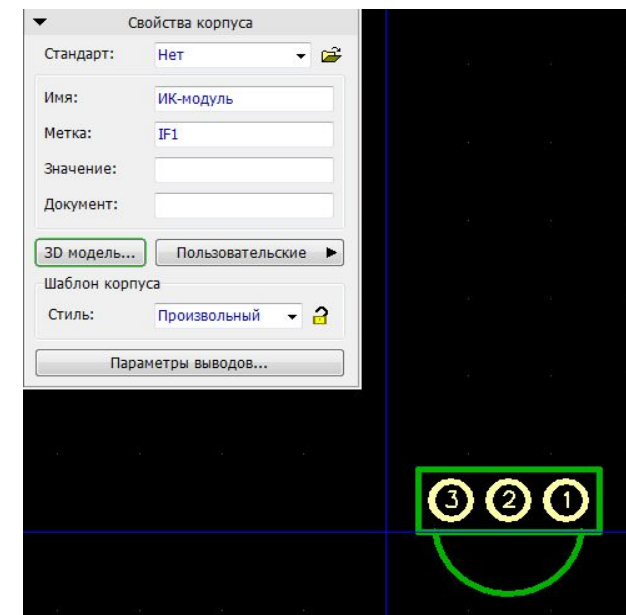 Свойства корпуса
Стандарт: Нет
Имя: ИК-модуль
Метка: IF1
Значение:
Документ:
3D модель... Пользовательские
Шаблон корпуса
Стиль: Произвольный
Параметры выводов...
3 2 1